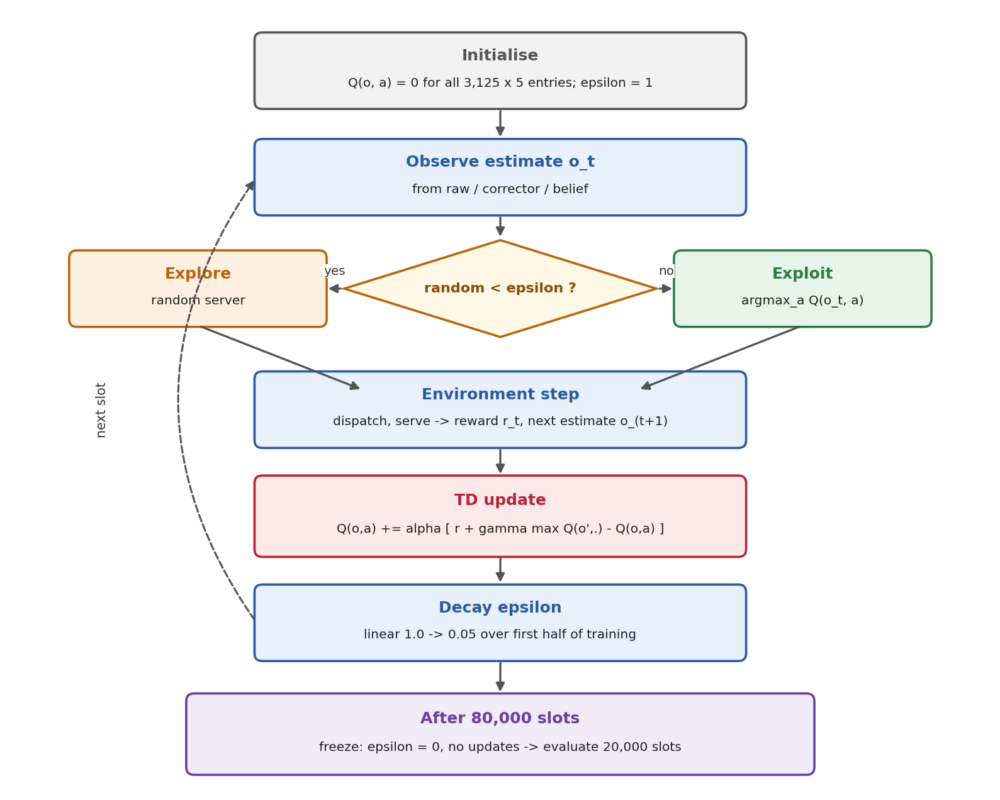 Initialise
Q(o, a) = 0 for all 3,125 x 5 entries; epsilon = 1
Observe estimate o_t
from raw / corrector / belief
Explore
random server
yes
random < epsilon ?
no
Exploit
argmax_a Q(o_t, a)
next slot
Environment step
dispatch, serve -> reward r_t, next estimate o_(t+1)
TD update
Q(o,a) += alpha [ r + gamma max Q(o',.) - Q(o,a) ]
Decay epsilon
linear 1.0 -> 0.05 over first half of training
After 80,000 slots
freeze: epsilon = 0, no updates -> evaluate 20,000 slots